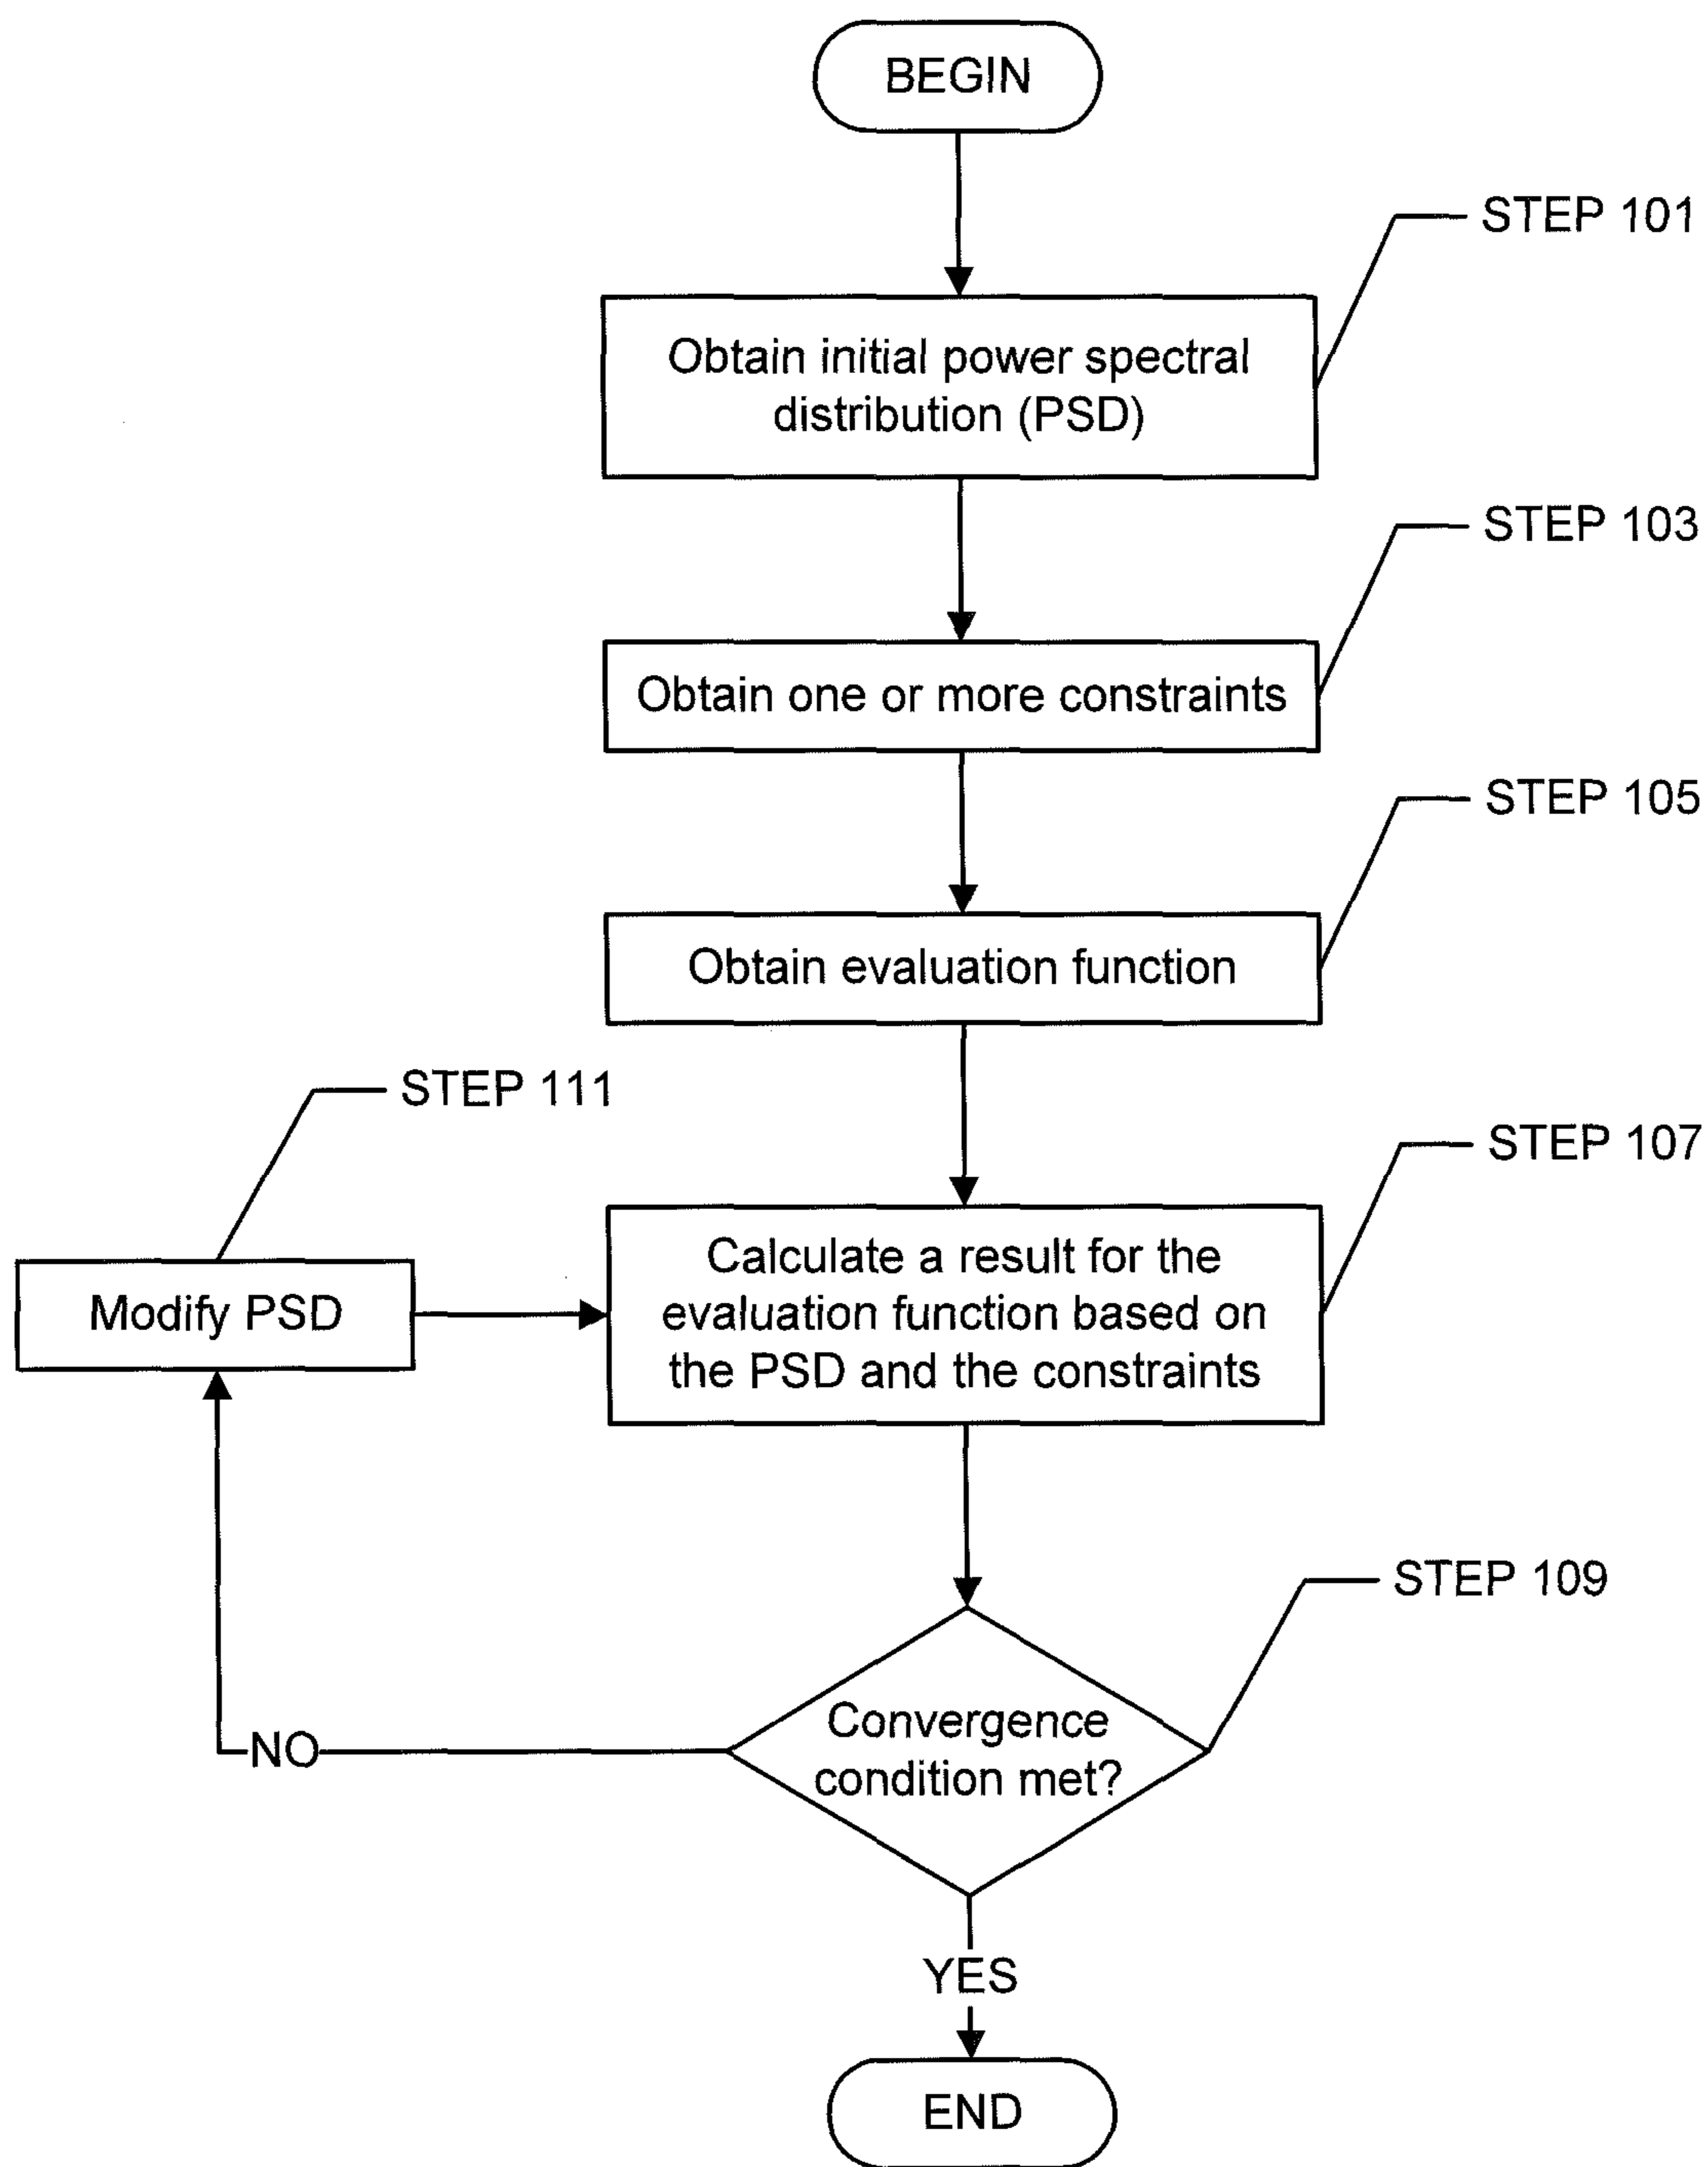 BEGIN
STEP 101
Obtain initial power spectral
distribution (PSD)
STEP 103
Obtain one or more constraints
STEP 105
Obtain evaluation function
STEP 111
STEP 107
Modify PSD
Calculate a result for the
evaluation function based on
the PSD and the constraints
STEP 109
Convergence
condition met?
NO
YES
END